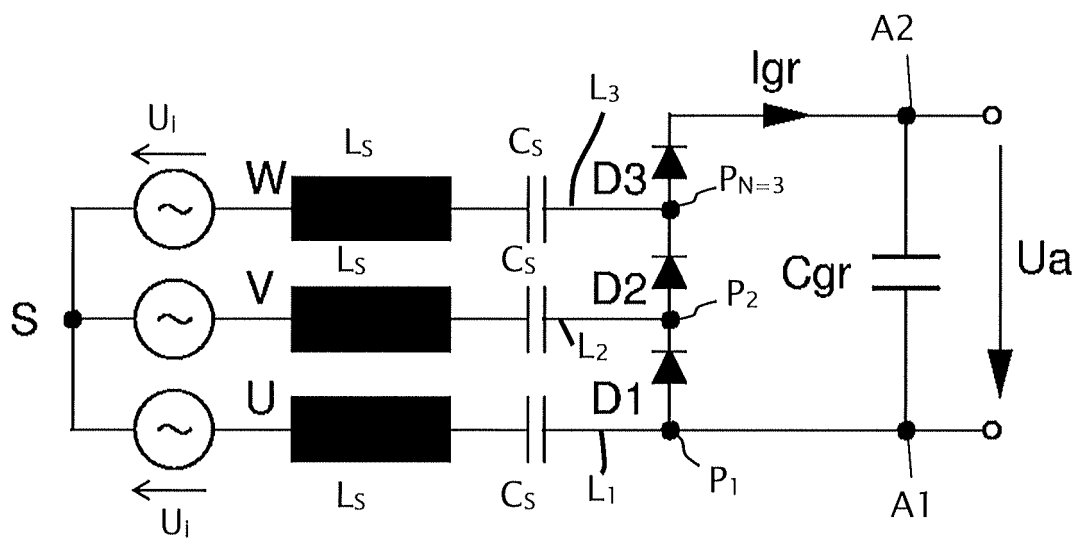 A2
Igr
L3
Ui
LS
CS
W
D3
PN=3
LS
CS
Ua
Cgr
V
D2
P2
S
L2
U
D1
LS
CS
L1
P1
A1
Ui